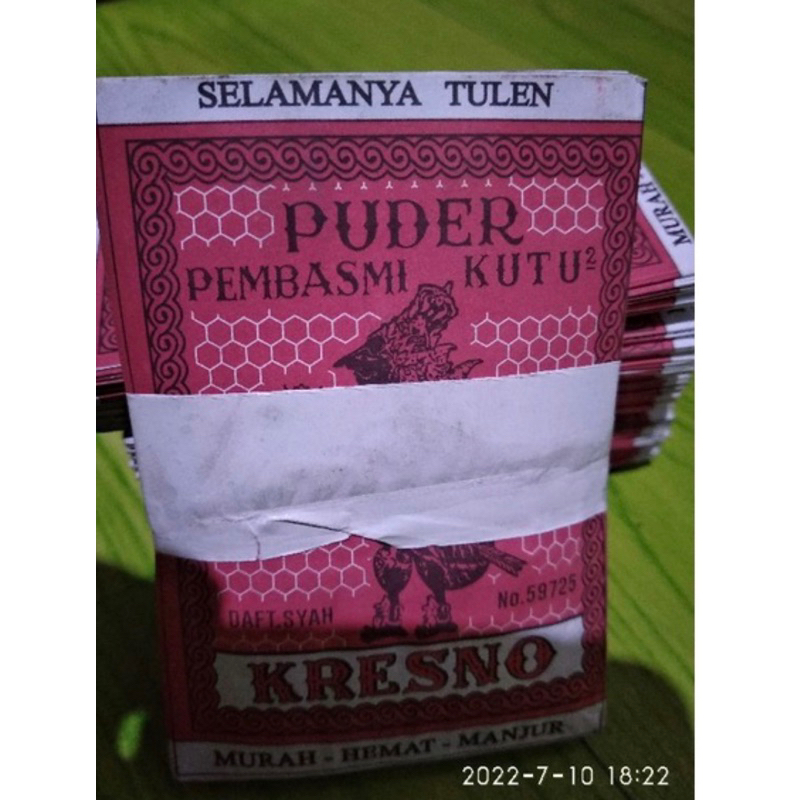 SELAMANYA TULEN
PUDER
PEMBASMI KUTU²
DAFT.SYAH
No.59725
KRESNO
MURAH - HEMAT - MANJUR
MURAH
2022-7-10 18:22